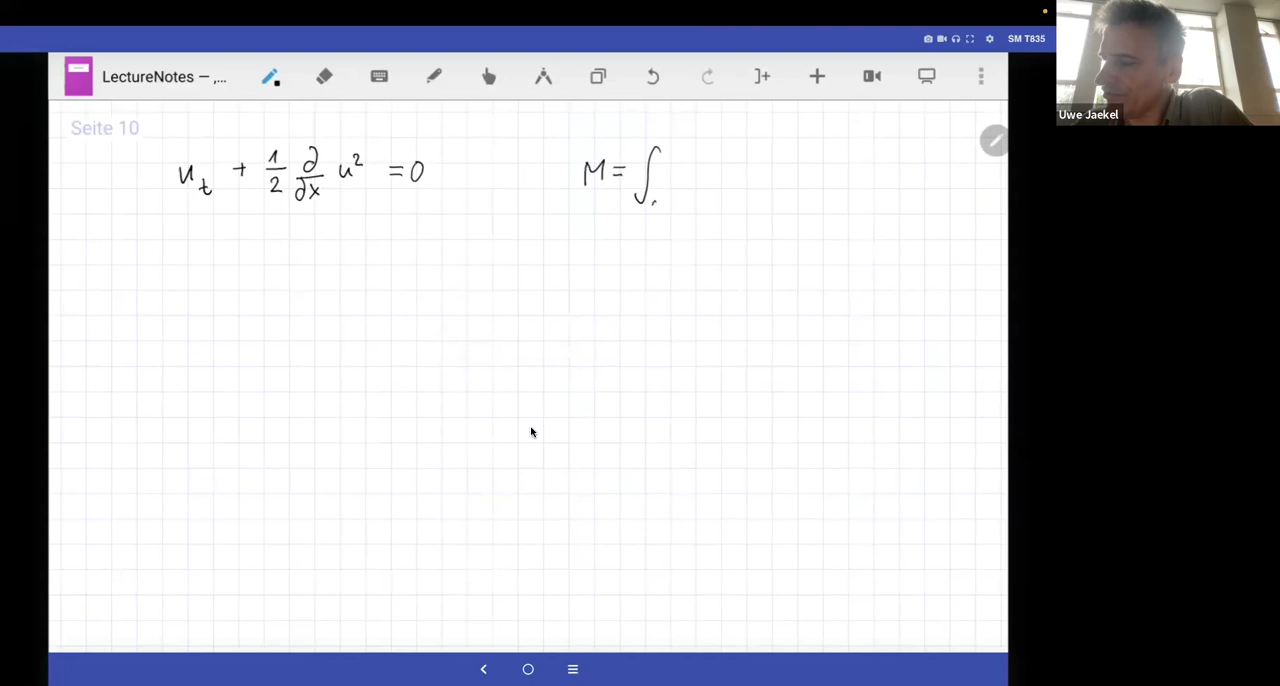 SM T835
LectureNotes — ,...
Uwe Jaekel
Seite 10
u_t + 1/2 ∂/∂x u² = 0
M = ∫